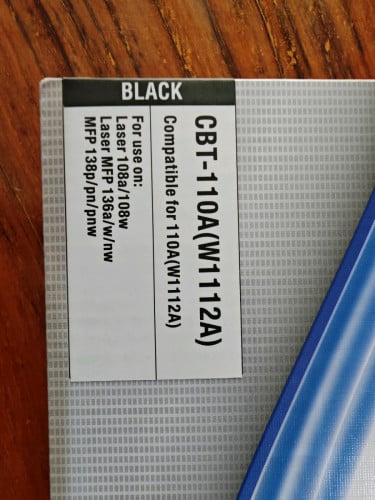 BLACK
CBT-110A(W1112A)
Compatible for 110A(W1112A)
For use on:
Laser 108a/108w
Laser MFP 136a/w/nw
MFP 138p/pn/pnw